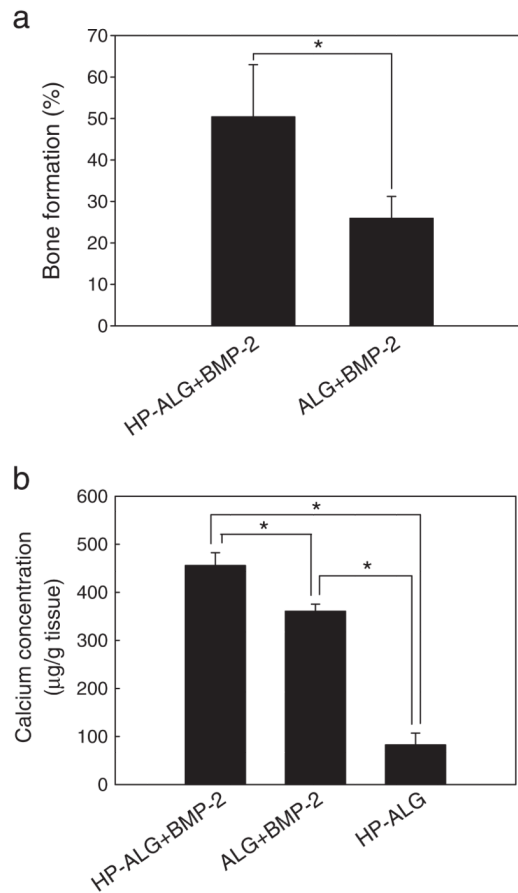 a
Bone formation (%)
70
60
50
40
30
20
10
0
*
HP-ALG+BMP-2
ALG+BMP-2
b
Calcium concentration
(µg/g tissue)
600
500
400
300
200
100
0
*
*
*
HP-ALG+BMP-2
ALG+BMP-2
HP-ALG